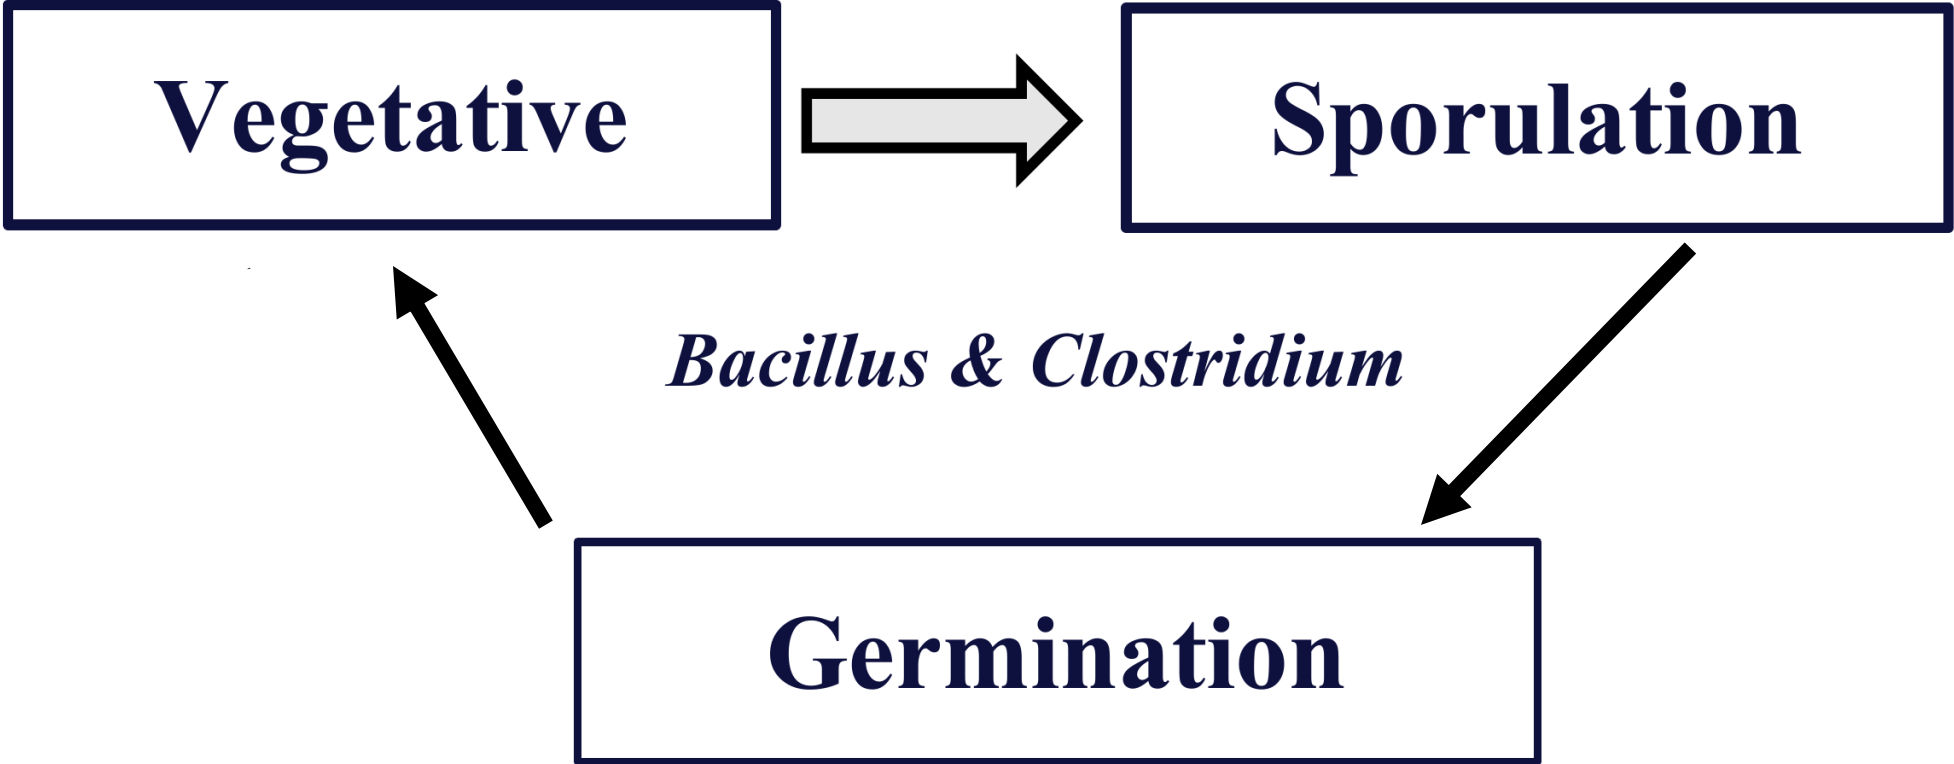 Vegetative
Sporulation
Bacillus & Clostridium
Germination